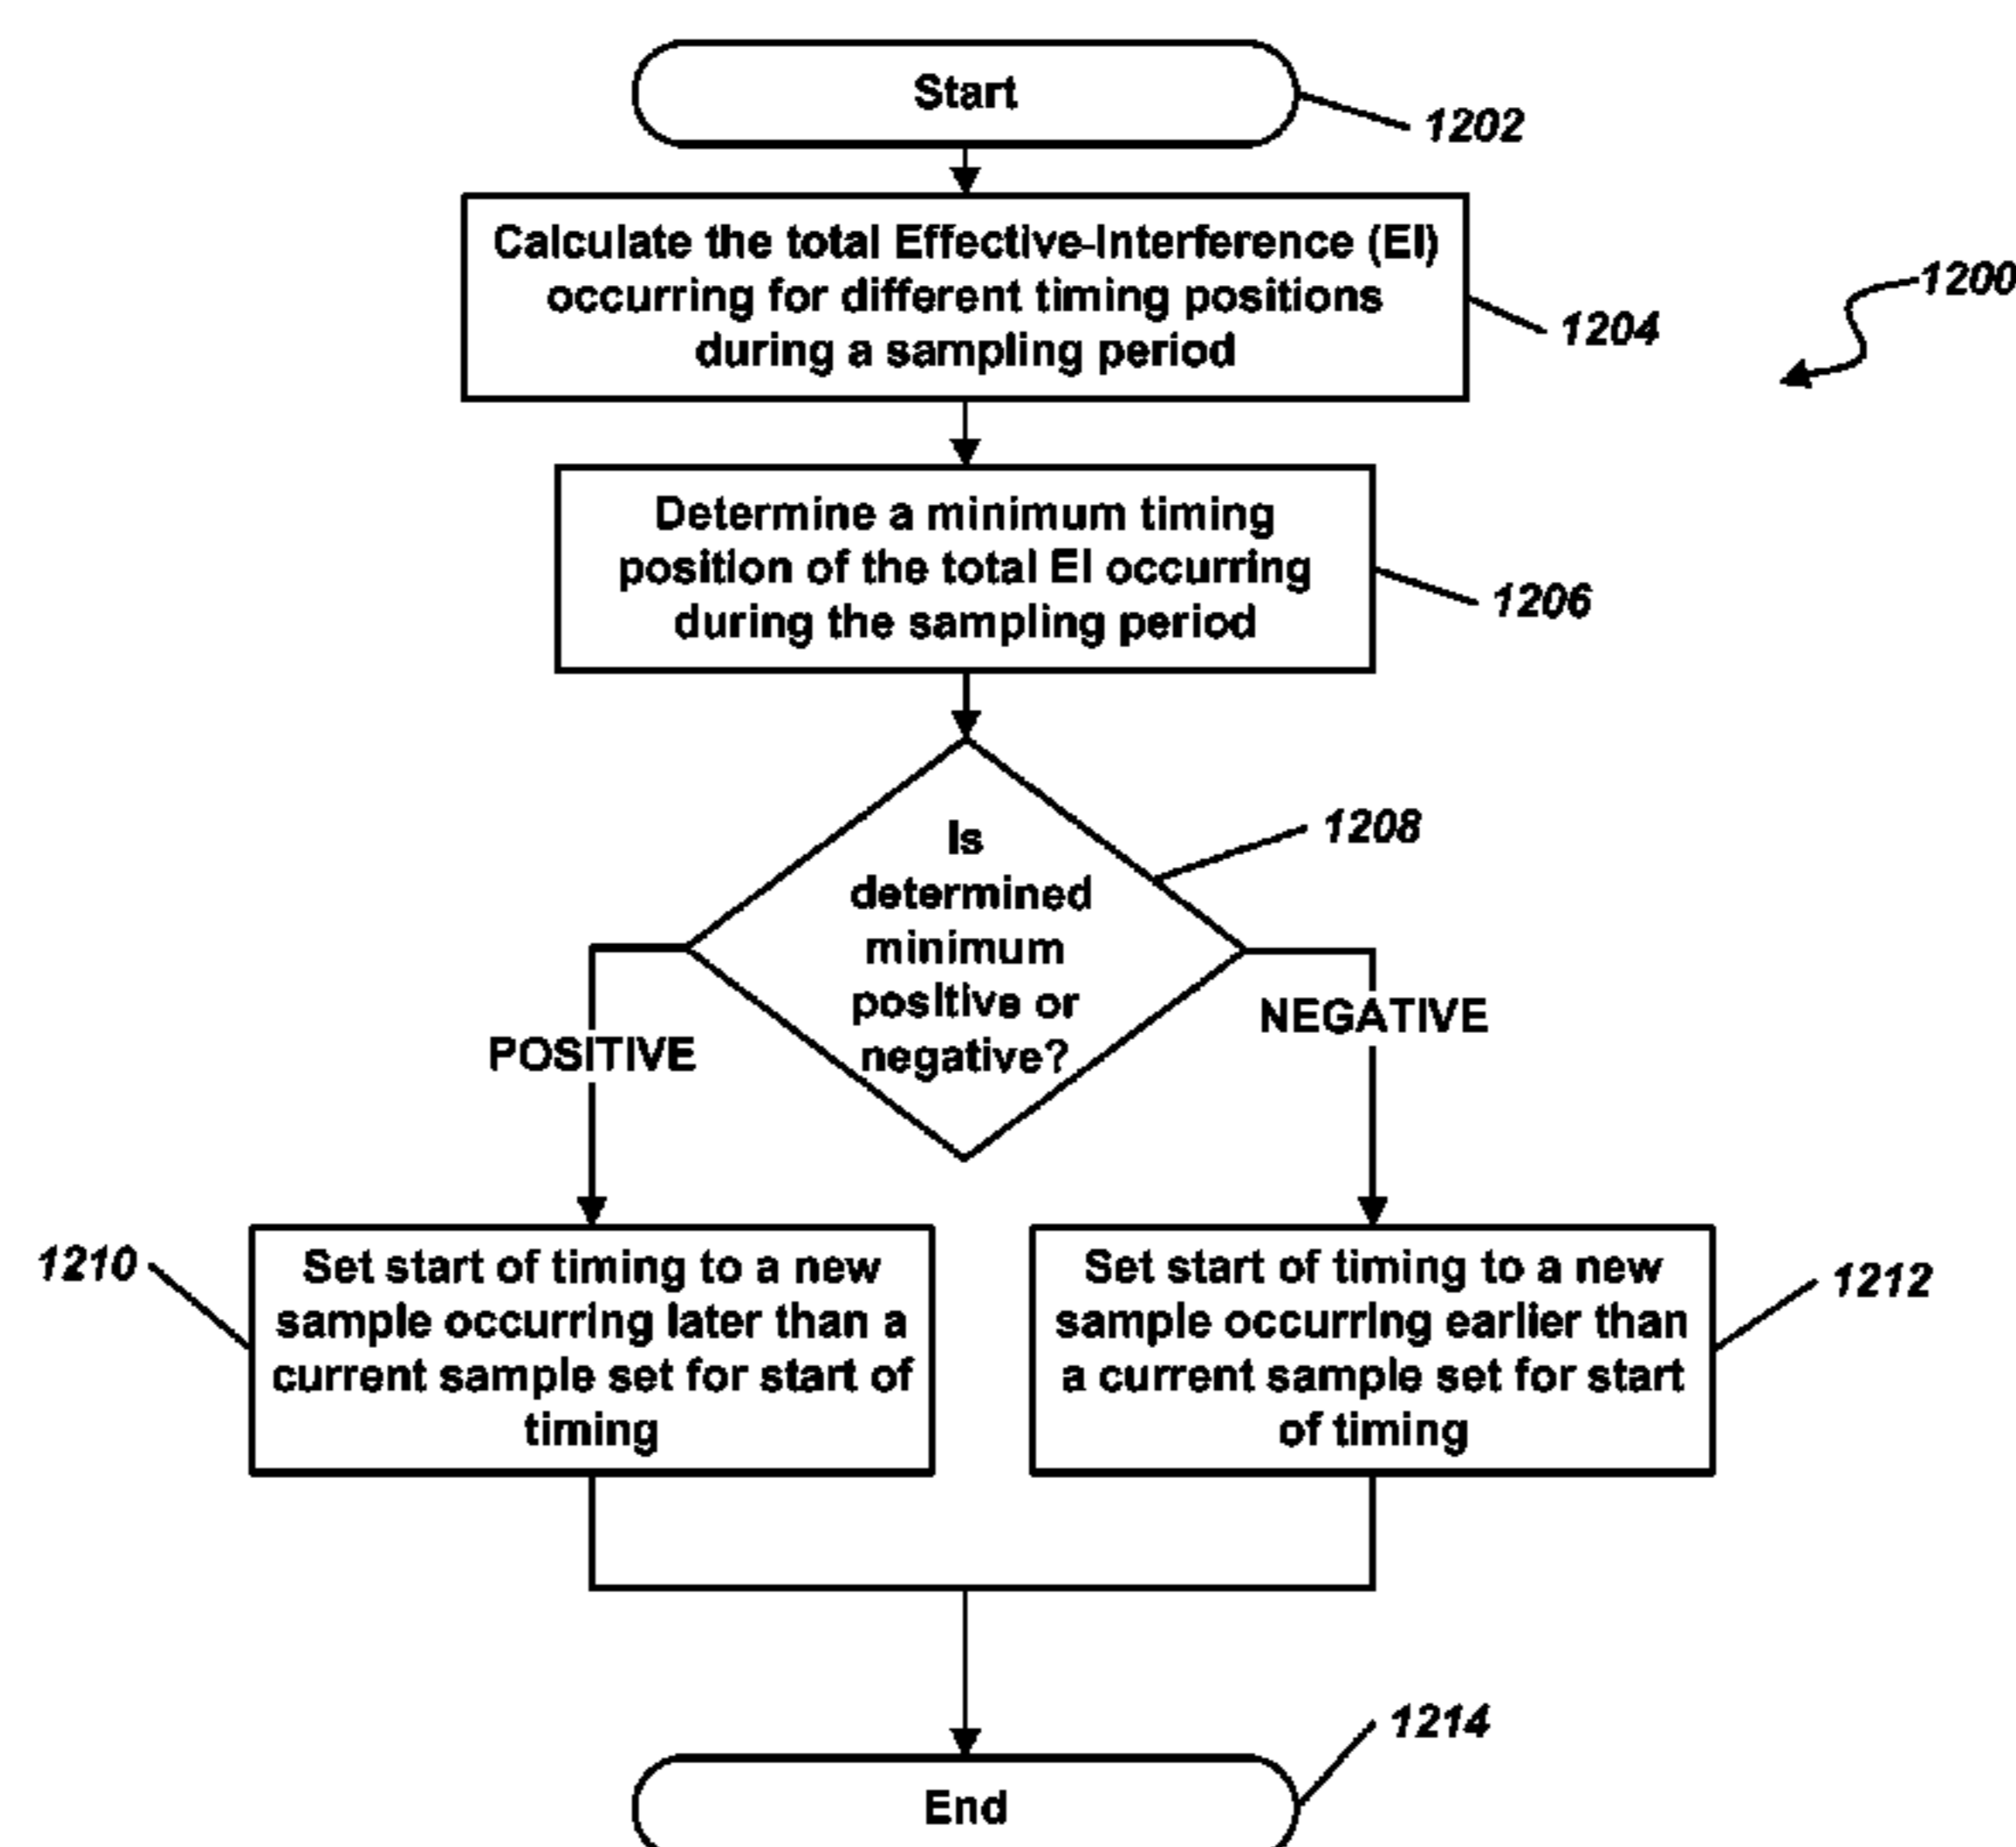 Start
1202
Calculate the total Effective-Interference (EI)
occurring for different timing positions
during a sampling period
1204
1200
Determine a minimum timing
position of the total EI occurring
during the sampling period
1206
Is
determined
minimum
positive or
negative?
1208
POSITIVE
NEGATIVE
1210
Set start of timing to a new
sample occurring later than a
current sample set for start of
timing
Set start of timing to a new
sample occurring earlier than
a current sample set for start
of timing
1212
End
1214